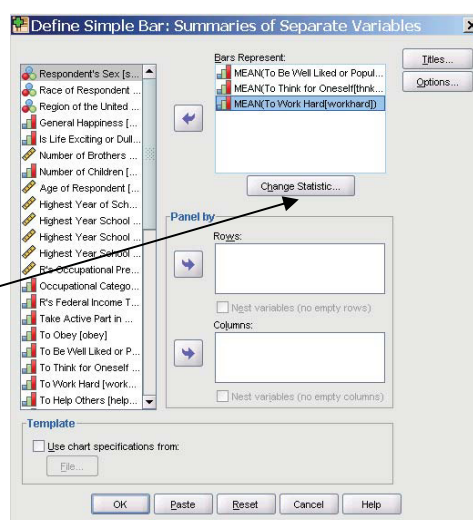 Define Simple Bar: Summaries of Separate Variables
Respondent's Sex [s...
Race of Respondent ...
Region of the United ...
General Happiness [...
Is Life Exciting or Dull...
Number of Brothers ...
Number of Children [...
Age of Respondent [...
Highest Year of Sch...
Highest Year School ...
Highest Year School ...
Highest Year School ...
R's Occupational Pre...
Occupational Catego...
R's Federal Income T...
Take Active Part in ...
To Obey [obey]
To Be Well Liked or P...
To Think for Oneself ...
To Work Hard [work...
To Help Others [help...
Bars Represent:
MEAN(To Be Well Liked or Popul...
MEAN(To Think for Oneself[thnk...
MEAN(To Work Hard[workhard])
Change Statistic...
Titles...
Options...
Panel by
Rows:
Nest variables (no empty rows)
Columns:
Nest variables (no empty columns)
Template
Use chart specifications from:
File...
OK Paste Reset Cancel Help